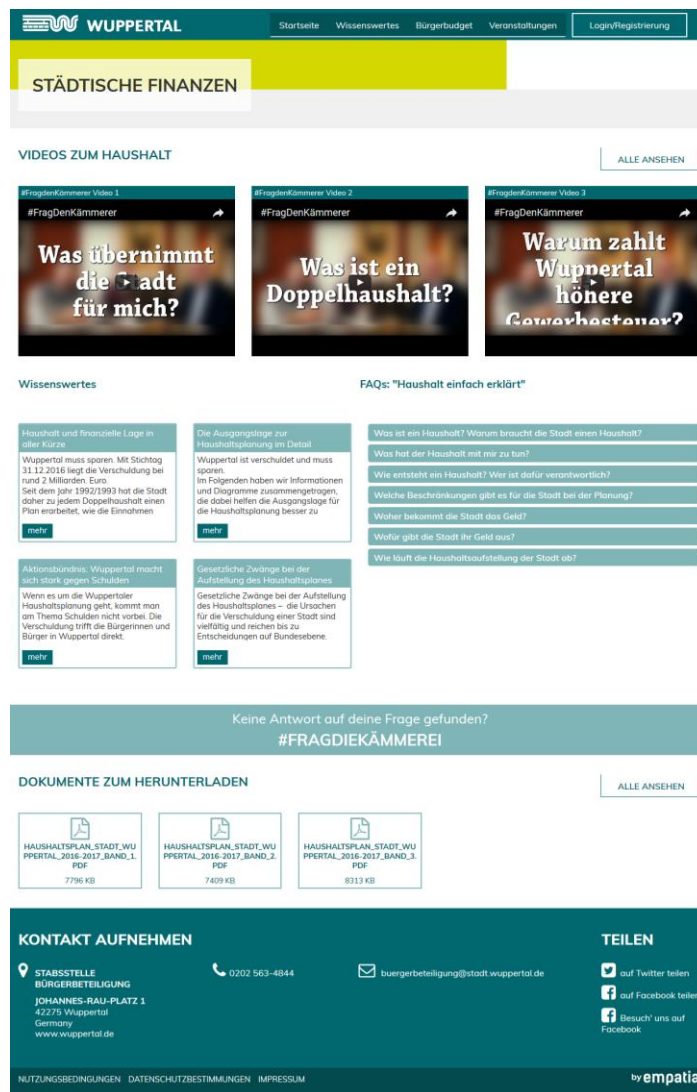 WUPPERTAL
Startseite Wissenswertes Bürgerbudget Veranstaltungen Login/Registrierung
STÄDTISCHE FINANZEN
VIDEOS ZUM HAUSHALT
ALLE ANSEHEN
#FragdenKämmerer Video 1
#FragDenKämmerer
Was übernimmt
die Stadt
für mich?
#FragdenKämmerer Video 2
#FragDenKämmerer
Was ist ein
Doppelhaushalt?
#FragdenKämmerer Video 3
#FragDenKämmerer
Warum zahlt
Wuppertal
höhere
Gewerbesteuer?
Wissenswertes
Haushalt und finanzielle Lage in
aller Kürze
Wuppertal muss sparen. Mit Stichtag
31.12.2016 liegt die Verschuldung bei
rund 2 Milliarden. Euro.
Seit dem Jahr 1992/1993 hat die Stadt
daher zu jedem Doppelhaushalt einen
Plan erarbeitet, wie die Einnahmen
mehr
Die Ausgangslage zur
Haushaltsplanung im Detail
Wuppertal ist verschuldet und muss
sparen.
Im Folgenden haben wir Informationen
und Diagramme zusammengetragen,
die dabei helfen die Ausgangslage für
die Haushaltsplanung besser zu
mehr
Aktionsbündnis: Wuppertal macht
sich stark gegen Schulden
Wenn es um die Wuppertaler
Haushaltsplanung geht, kommt man
am Thema Schulden nicht vorbei. Die
Verschuldung trifft die Bürgerinnen und
Bürger in Wuppertal direkt.
mehr
Gesetzliche Zwänge bei der
Aufstellung des Haushaltsplanes
Gesetzliche Zwänge bei der Aufstellung
des Haushaltsplanes – die Ursachen
für die Verschuldung einer Stadt sind
vielfältig und reichen bis zu
Entscheidungen auf Bundesebene.
mehr
FAQs: "Haushalt einfach erklärt"
Was ist ein Haushalt? Warum braucht die Stadt einen Haushalt?
Was hat der Haushalt mit mir zu tun?
Wie entsteht ein Haushalt? Wer ist dafür verantwortlich?
Welche Beschränkungen gibt es für die Stadt bei der Planung?
Woher bekommt die Stadt das Geld?
Wofür gibt die Stadt ihr Geld aus?
Wie läuft die Haushaltsaufstellung der Stadt ab?
Keine Antwort auf deine Frage gefunden?
#FRAGDIEKÄMMEREI
DOKUMENTE ZUM HERUNTERLADEN
ALLE ANSEHEN
HAUSHALTSPLAN_STADT_WU
PPERTAL_2016-2017_BAND_1.
PDF
7796 KB
HAUSHALTSPLAN_STADT_WU
PPERTAL_2016-2017_BAND_2.
PDF
7409 KB
HAUSHALTSPLAN_STADT_WU
PPERTAL_2016-2017_BAND_3.
PDF
8313 KB
KONTAKT AUFNEHMEN
STABSSTELLE
BÜRGERBETEILIGUNG
JOHANNES-RAU-PLATZ 1
42275 Wuppertal
Germany
www.wuppertal.de
0202 563-4844
buergerbeteiligung@stadt.wuppertal.de
TEILEN
auf Twitter teilen
auf Facebook teilen
Besuch' uns auf
Facebook
NUTZUNGSBEDINGUNGEN DATENSCHUTZBESTIMMUNGEN IMPRESSUM
by empatia